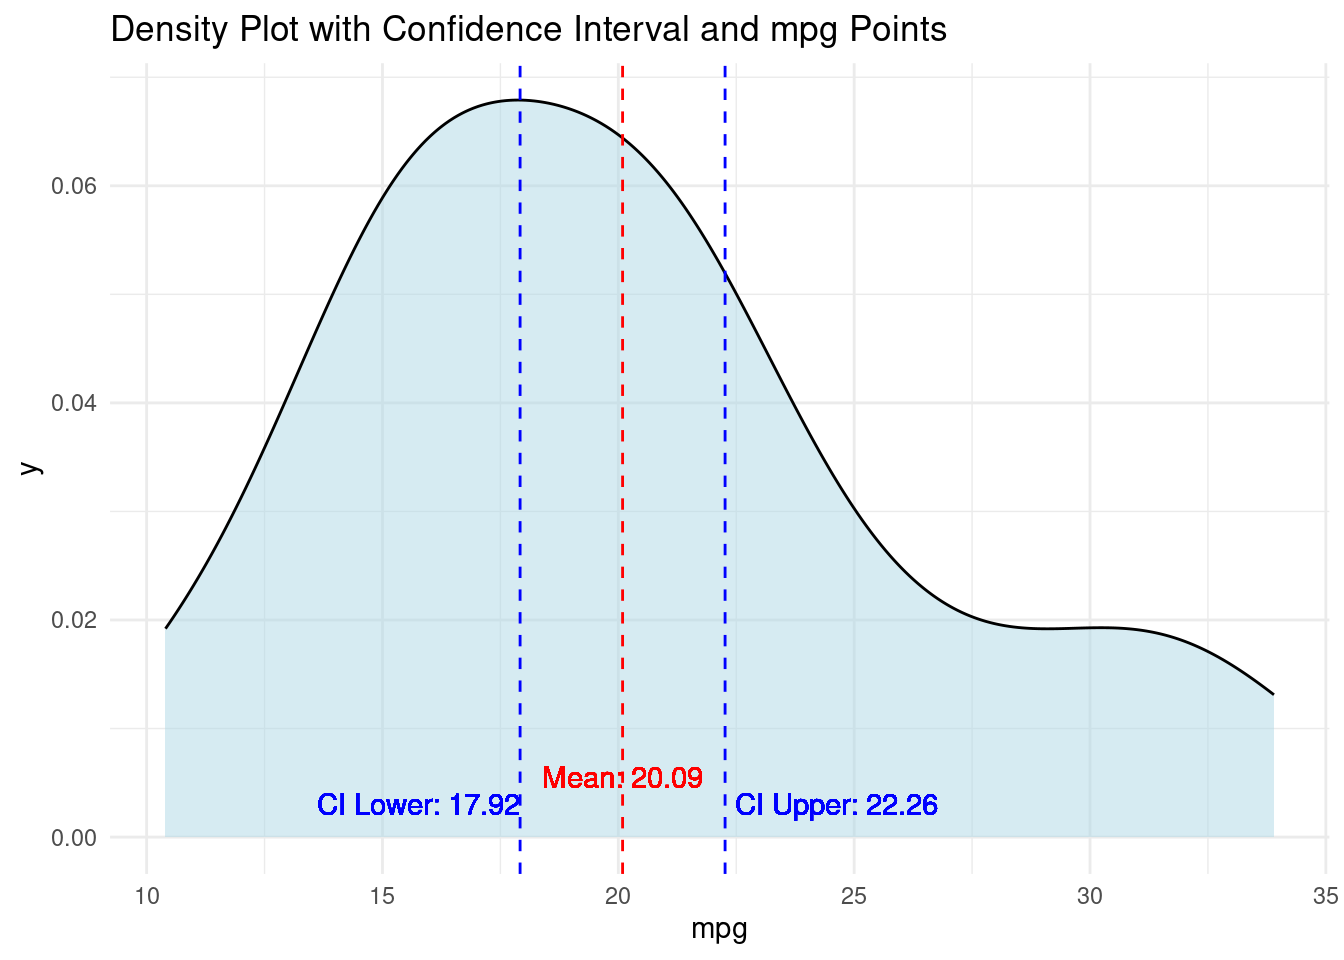 Density Plot with Confidence Interval and mpg Points
0.06
0.04
y
0.02
Mean: 20.09
CI Lower: 17.92
CI Upper: 22.26
0.00
10
15
20
25
30
35
mpg